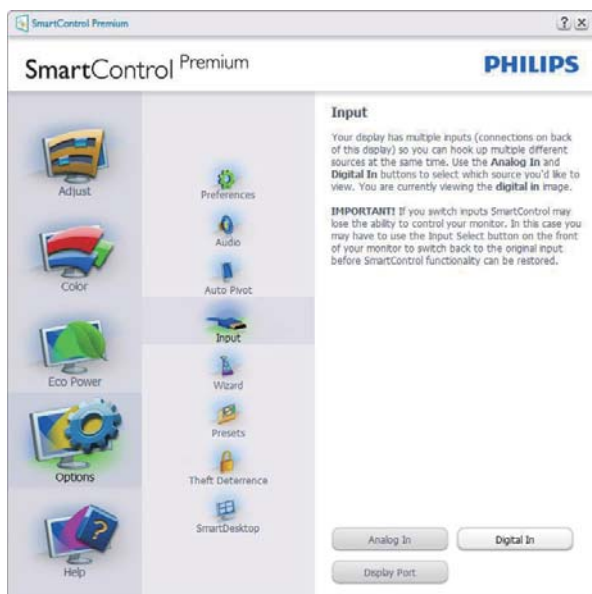 SmartControl Premium
SmartControl Premium
PHILIPS
Adjust
Color
Eco Power
Options
Help
Preferences
Audio
Auto Pivot
Input
Wizard
Presets
Theft Deterrence
SmartDesktop
Input
Your display has multiple inputs (connections on back
of this display) so you can hook up multiple different
sources at the same time. Use the Analog In and
Digital In buttons to select which source you'd like to
view. You are currently viewing the digital in image.
IMPORTANT! If you switch inputs SmartControl may
lose the ability to control your monitor. In this case you
may have to use the Input Select button on the front
of your monitor to switch back to the original input
before SmartControl functionality can be restored.
Analog In
Digital In
Display Port